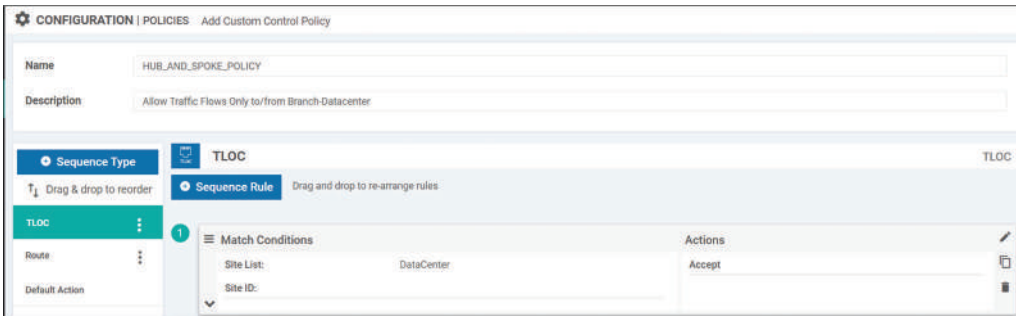 CONFIGURATION | POLICIES Add Custom Control Policy
Name HUB_AND_SPOKE_POLICY
Description Allow Traffic Flows Only to/from Branch-Datacenter
Sequence Type
Drag & drop to reorder
TLOC
Route
Default Action
TLOC TLOC TLOC
Sequence Rule Drag and drop to re-arrange rules
1
Match Conditions Actions
Site List: DataCenter Accept
Site ID: